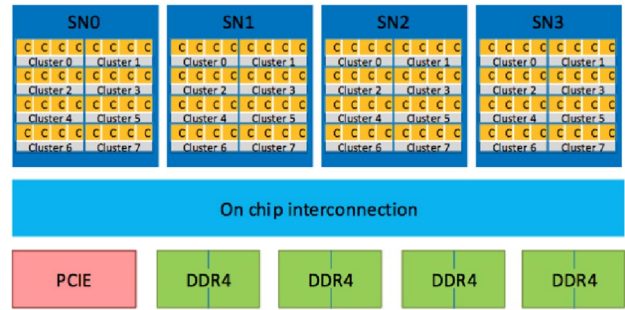 SN0 SN1 SN2 SN3
C C C C C C C C C C C C C C C C C C C C C C C C C C C C C C C C
Cluster 0 Cluster 1 Cluster 0 Cluster 1 Cluster 0 Cluster 1 Cluster 0 Cluster 1
C C C C C C C C C C C C C C C C C C C C C C C C C C C C C C C C
Cluster 2 Cluster 3 Cluster 2 Cluster 3 Cluster 2 Cluster 3 Cluster 2 Cluster 3
C C C C C C C C C C C C C C C C C C C C C C C C C C C C C C C C
Cluster 4 Cluster 5 Cluster 4 Cluster 5 Cluster 4 Cluster 5 Cluster 4 Cluster 5
C C C C C C C C C C C C C C C C C C C C C C C C C C C C C C C C
Cluster 6 Cluster 7 Cluster 6 Cluster 7 Cluster 6 Cluster 7 Cluster 6 Cluster 7
On chip interconnection
PCIE DDR4 DDR4 DDR4 DDR4